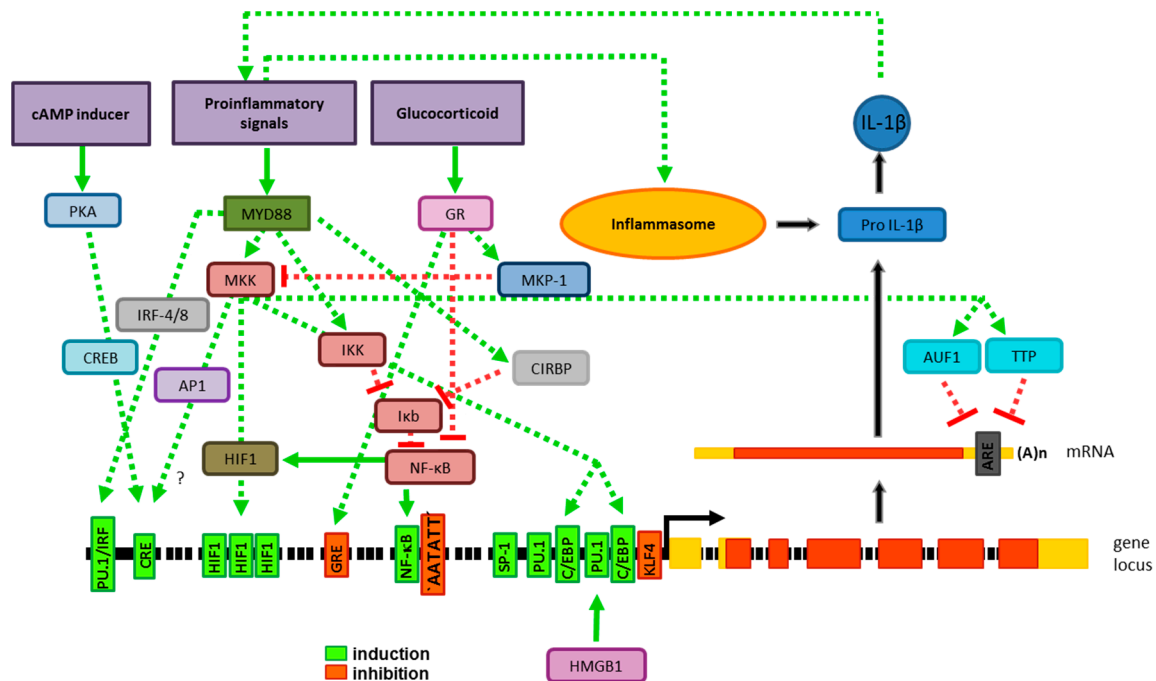 cAMP inducer
Proinflammatory
signals
Glucocorticoid
IL-1β
PKA
MYD88
GR
Inflammasome
Pro IL-1β
MKK
MKP-1
IRF-4/8
CREB
IKK
CIRBP
AUF1
TTP
AP1
Iκb
HIF1
NF-κB
?
ARE
(A)n
mRNA
PU.1/IRF
CRE
HIF1
HIF1
HIF1
GRE
NF-κB
`AATATT`
SP-1
PU.1
C/EBP
PU.1
C/EBP
KLF4
gene
locus
induction
inhibition
HMGB1